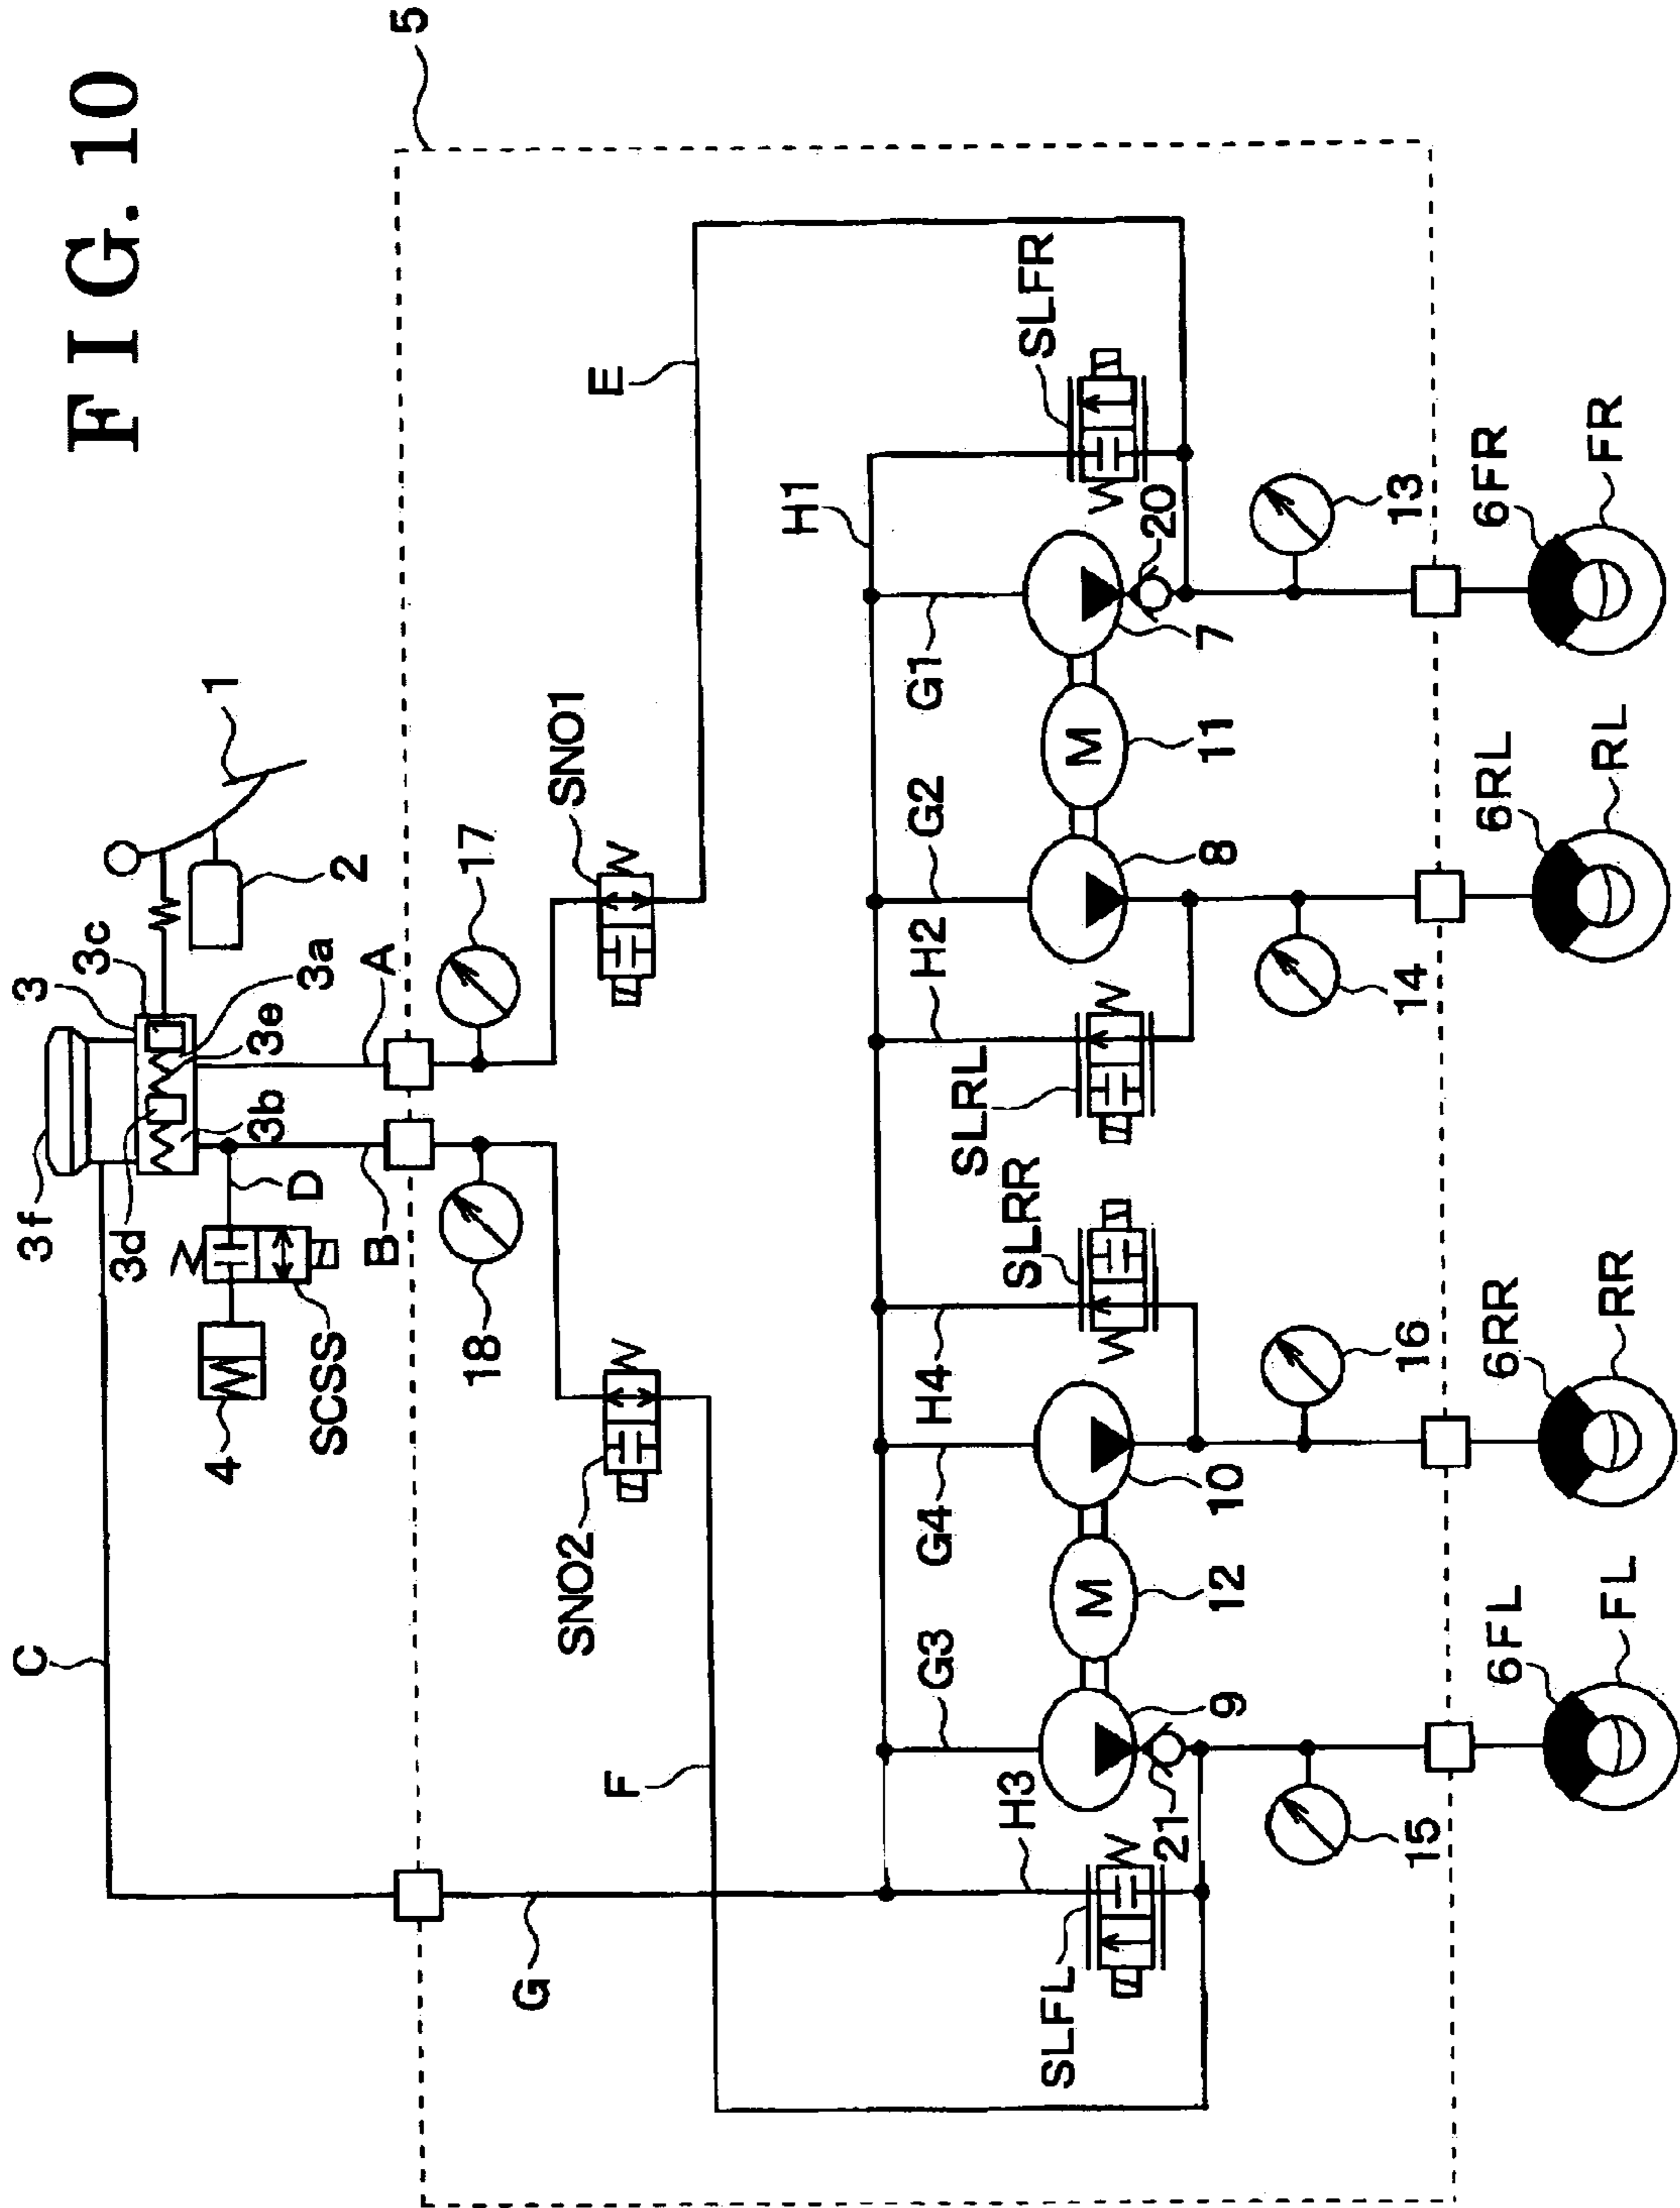 FIG. 10
5
1
2
3
3c
3a
3e
3b
3f
3d
A
B
C
D
4
SCSS
17
18
SNO1
SNO2
E
F
G
H1
SLFR
G1
20
7
11
G2
8
H2
SLRL
SLRR
H4
G4
10
12
M
M
G3
9
H3
21
SLFL
13
14
16
15
6FR
FR
6RL
RL
6RR
RR
6FL
FL